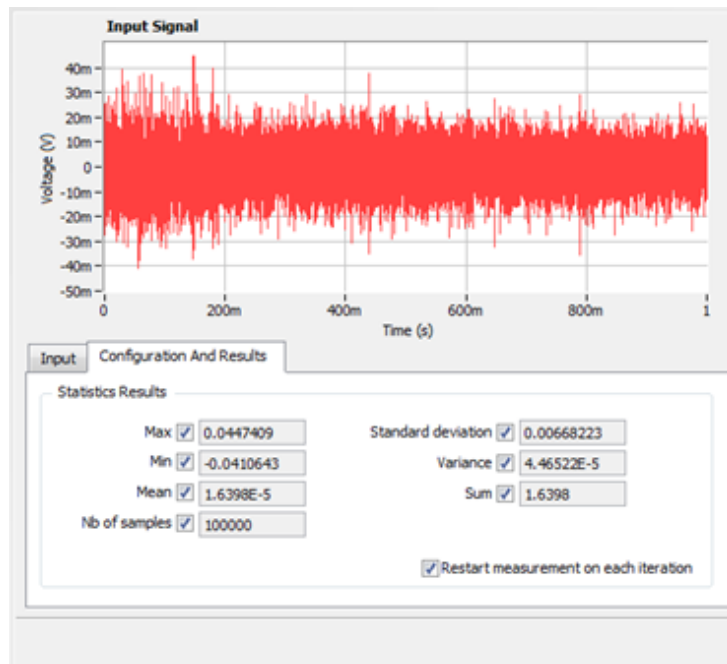 Input Signal
40m
30m
20m
10m
0
-10m
-20m
-30m
-40m
-50m
Voltage (V)
0 200m 400m 600m 800m 1
Time (s)
Input Configuration And Results
Statistics Results
Max 0.0447409 Standard deviation 0.00668223
Min -0.0410643 Variance 4.46522E-5
Mean 1.6398E-5 Sum 1.6398
Nb of samples 100000
Restart measurement on each iteration